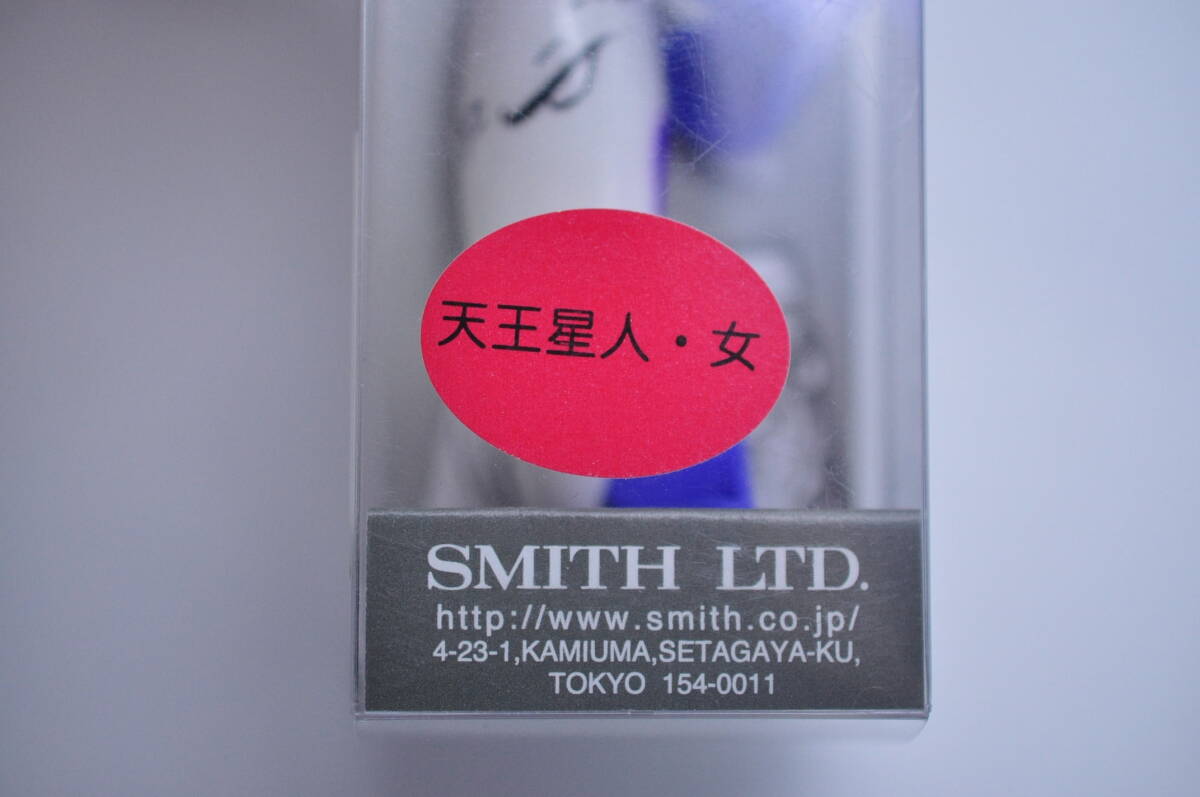 天王星人・女
SMITH LTD.
http://www.smith.co.jp/
4-23-1,KAMIUMA,SETAGAYA-KU,
TOKYO 154-0011